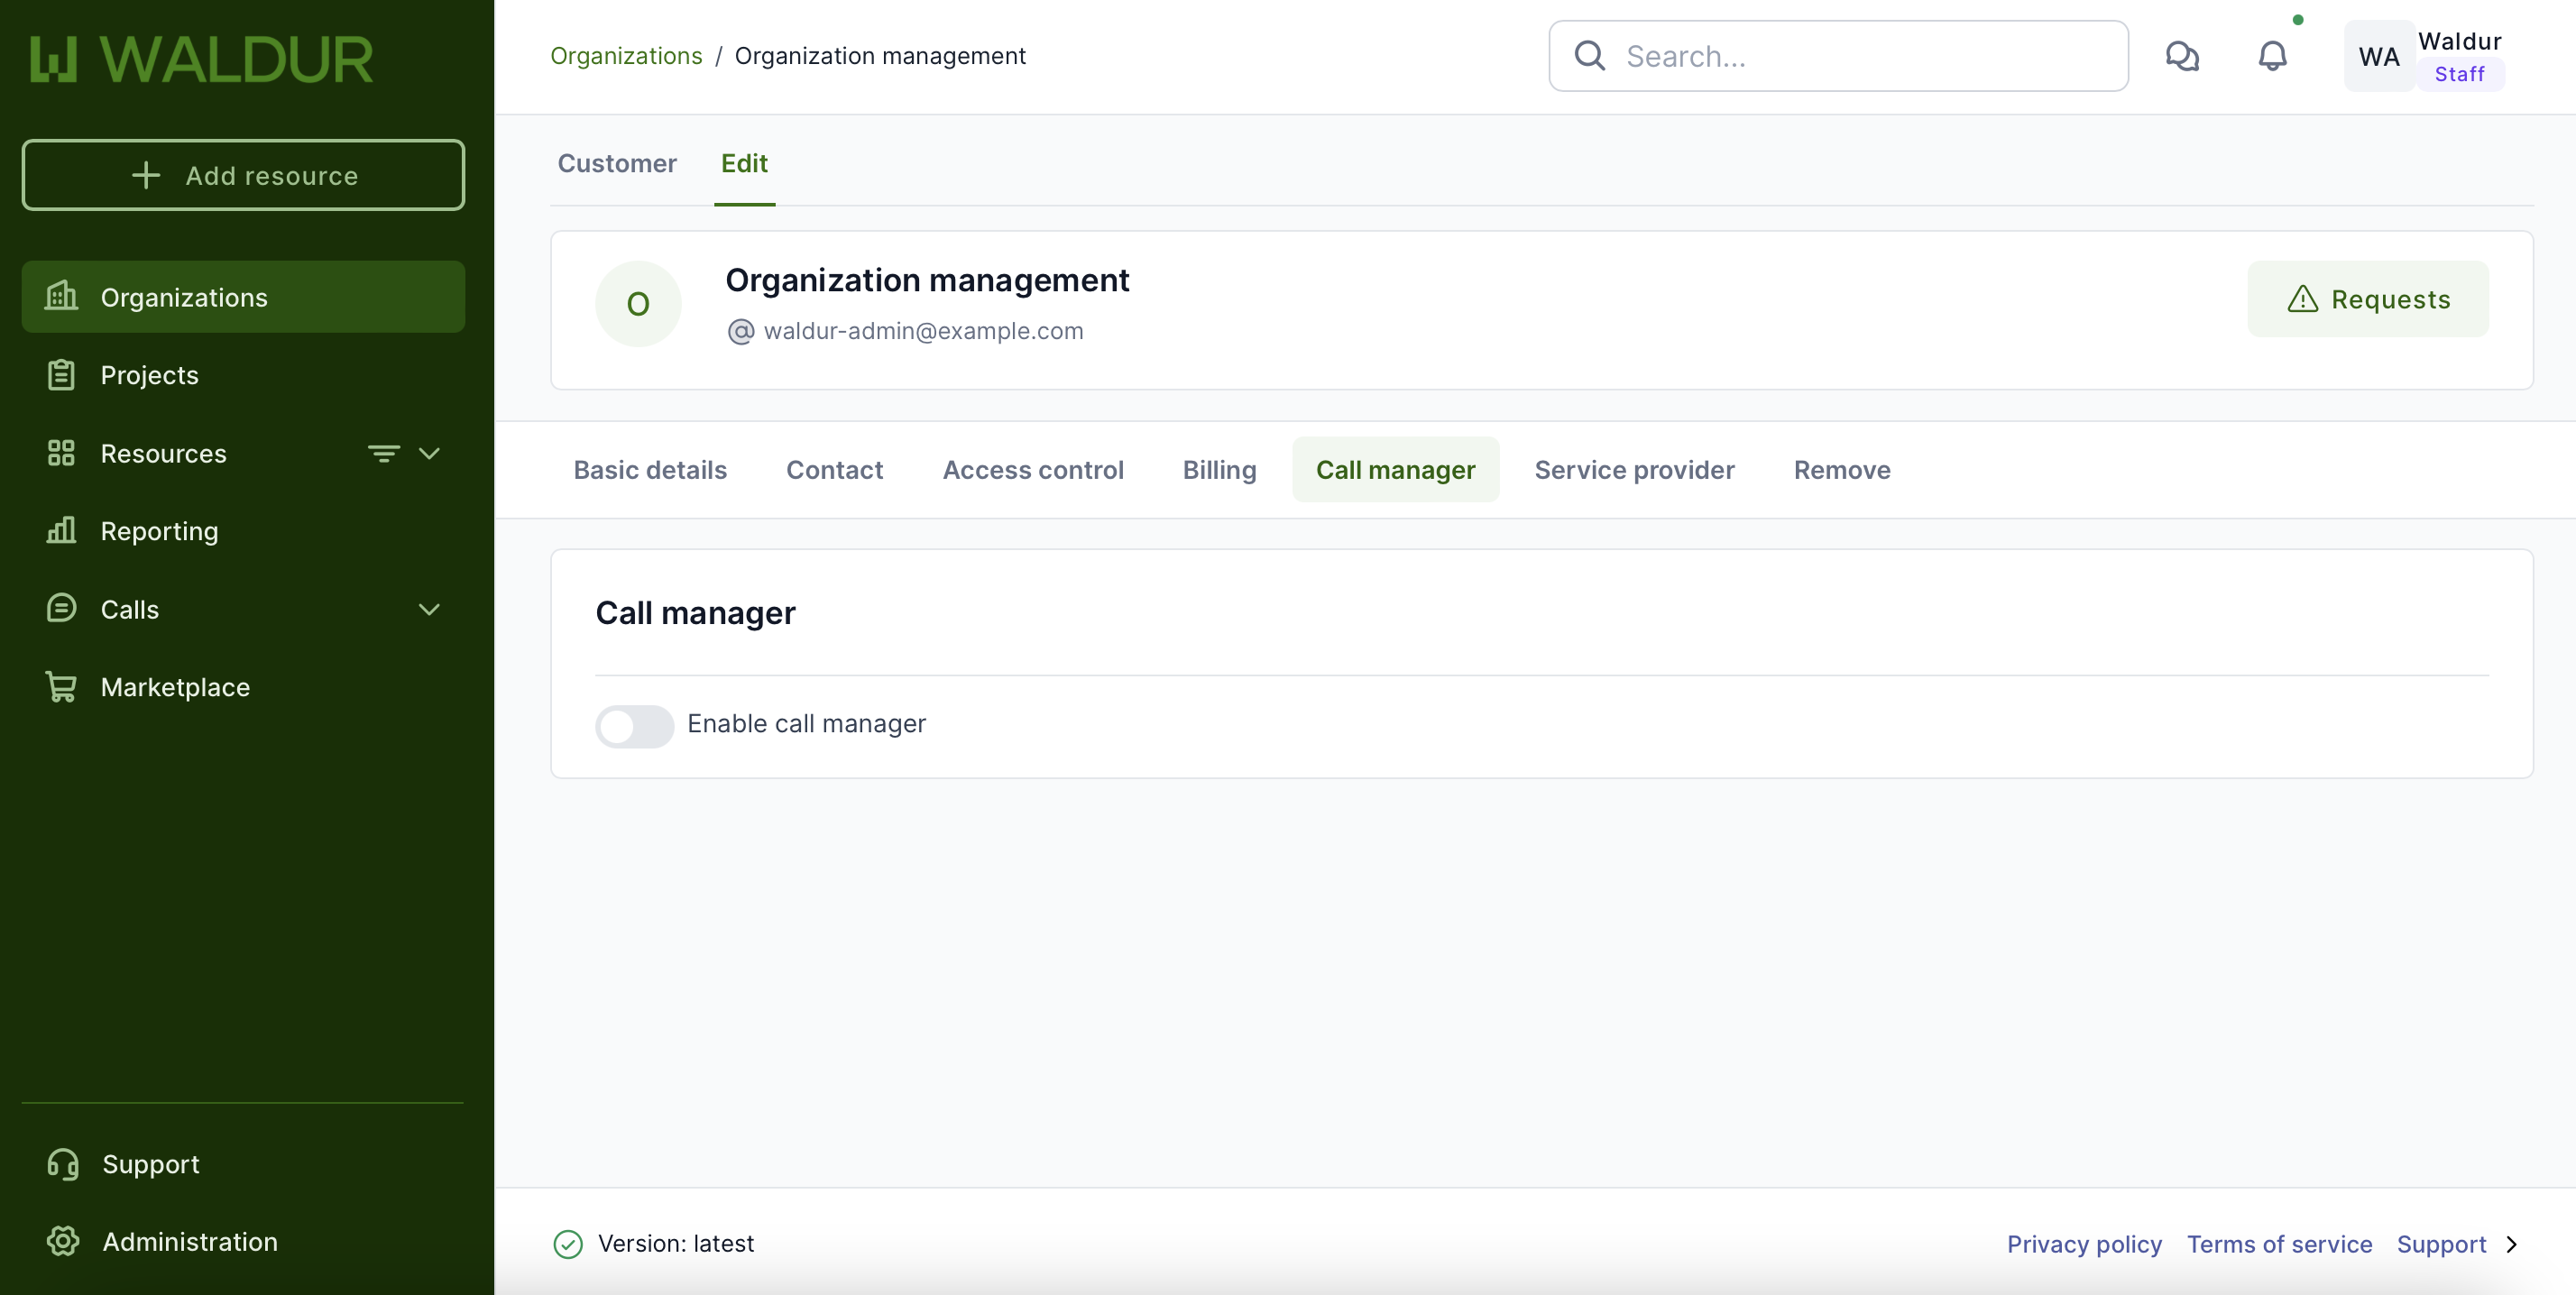 WALDUR
Add resource
Organizations
Projects
Resources
Reporting
Calls
Marketplace
Support
Administration
Organizations / Organization management
Search...
WA
Waldur
Staff
Customer
Edit
O
Organization management
waldur-admin@example.com
Requests
Basic details
Contact
Access control
Billing
Call manager
Service provider
Remove
Call manager
Enable call manager
Version: latest
Privacy policy
Terms of service
Support